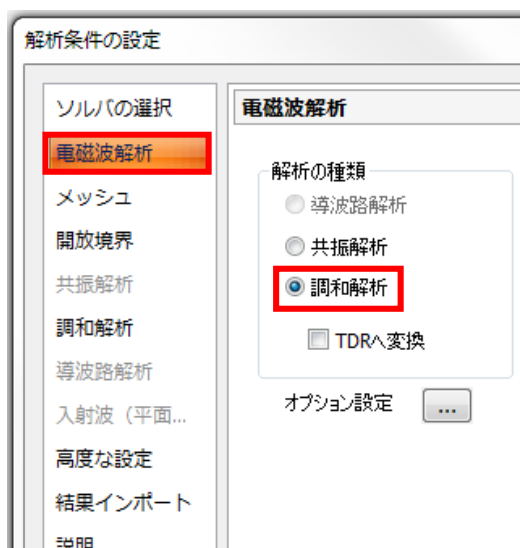 解析条件の設定
ソルバの選択
電磁波解析
メッシュ
開放境界
共振解析
調和解析
導波路解析
入射波（平面...
高度な設定
結果インポート
説明
電磁波解析
解析の種類
導波路解析
共振解析
調和解析
TDRへ変換
オプション設定
...